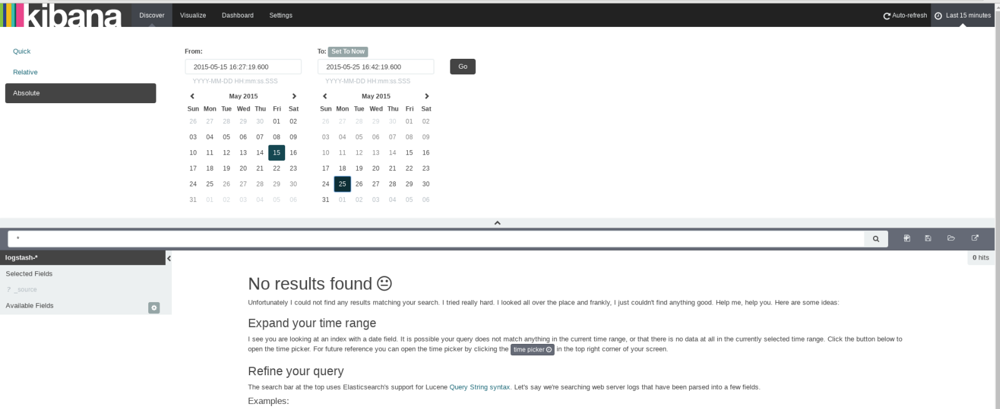 kibana
Discover Visualize Dashboard Settings Auto-refresh Last 15 minutes
Quick
Relative
Absolute
From:
2015-05-15 16:27:19.600
YYYY-MM-DD HH:mm:ss.SSS
May 2015
Sun Mon Tue Wed Thu Fri Sat
26 27 28 29 30 01 02
03 04 05 06 07 08 09
10 11 12 13 14 15 16
17 18 19 20 21 22 23
24 25 26 27 28 29 30
31 01 02 03 04 05 06
To: Set To Now
2015-05-25 16:42:19.600
YYYY-MM-DD HH:mm:ss.SSS
May 2015
Sun Mon Tue Wed Thu Fri Sat
26 27 28 29 30 01 02
03 04 05 06 07 08 09
10 11 12 13 14 15 16
17 18 19 20 21 22 23
24 25 26 27 28 29 30
31 01 02 03 04 05 06
Go
*
logstash-*
Selected Fields
? _source
Available Fields
0 hits
No results found
Unfortunately I could not find any results matching your search. I tried really hard. I looked all over the place and frankly, I just couldn't find anything good. Help me, help you. Here are some ideas:
Expand your time range
I see you are looking at an index with a date field. It is possible your query does not match anything in the current time range, or that there is no data at all in the currently selected time range. Click the button below to
open the time picker. For future reference you can open the time picker by clicking the time picker in the top right corner of your screen.
Refine your query
The search bar at the top uses Elasticsearch's support for Lucene Query String syntax. Let's say we're searching web server logs that have been parsed into a few fields.
Examples: